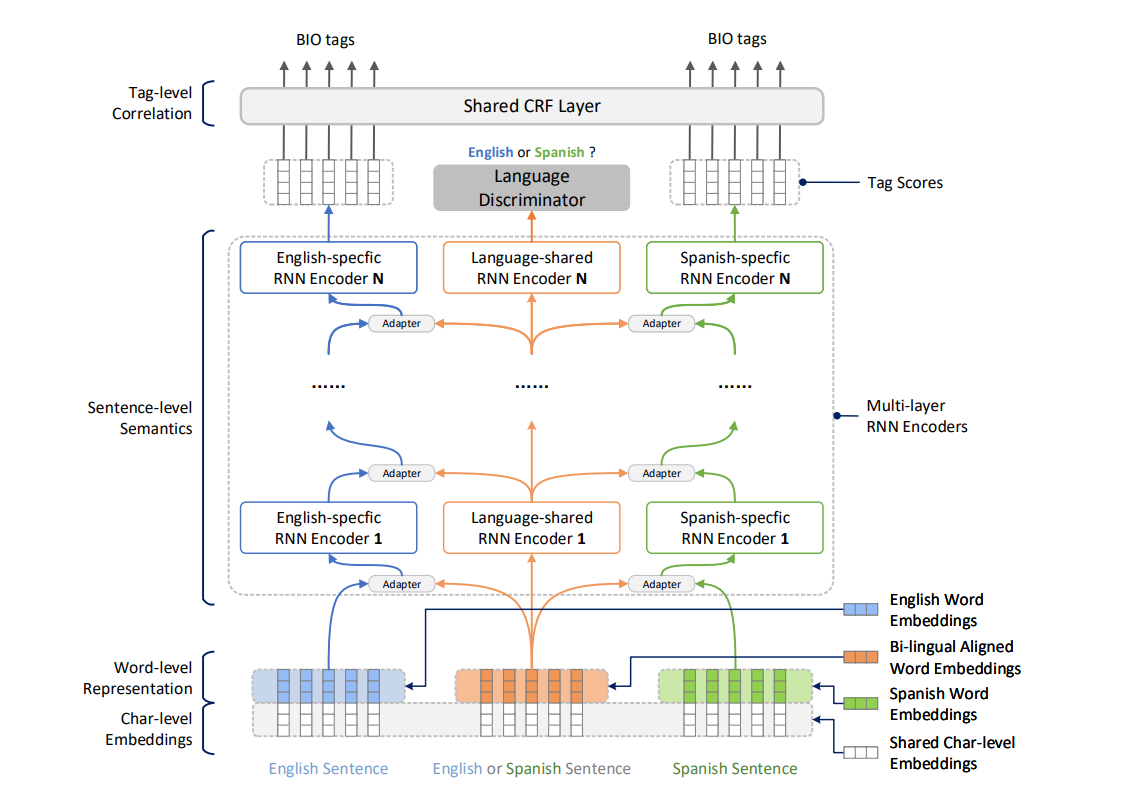 BIO tags
BIO tags
Tag-level
Correlation
Shared CRF Layer
English or Spanish ?
Language
Discriminator
Tag Scores
English-specfic
RNN Encoder N
Language-shared
RNN Encoder N
Spanish-specfic
RNN Encoder N
Adapter
Adapter
......
......
......
Sentence-level
Semantics
Multi-layer
RNN Encoders
Adapter
Adapter
English-specfic
RNN Encoder 1
Language-shared
RNN Encoder 1
Spanish-specfic
RNN Encoder 1
Adapter
Adapter
English Word
Embeddings
Bi-lingual Aligned
Word Embeddings
Word-level
Representation
Spanish Word
Embeddings
Char-level
Embeddings
Shared Char-level
Embeddings
English Sentence
English or Spanish Sentence
Spanish Sentence